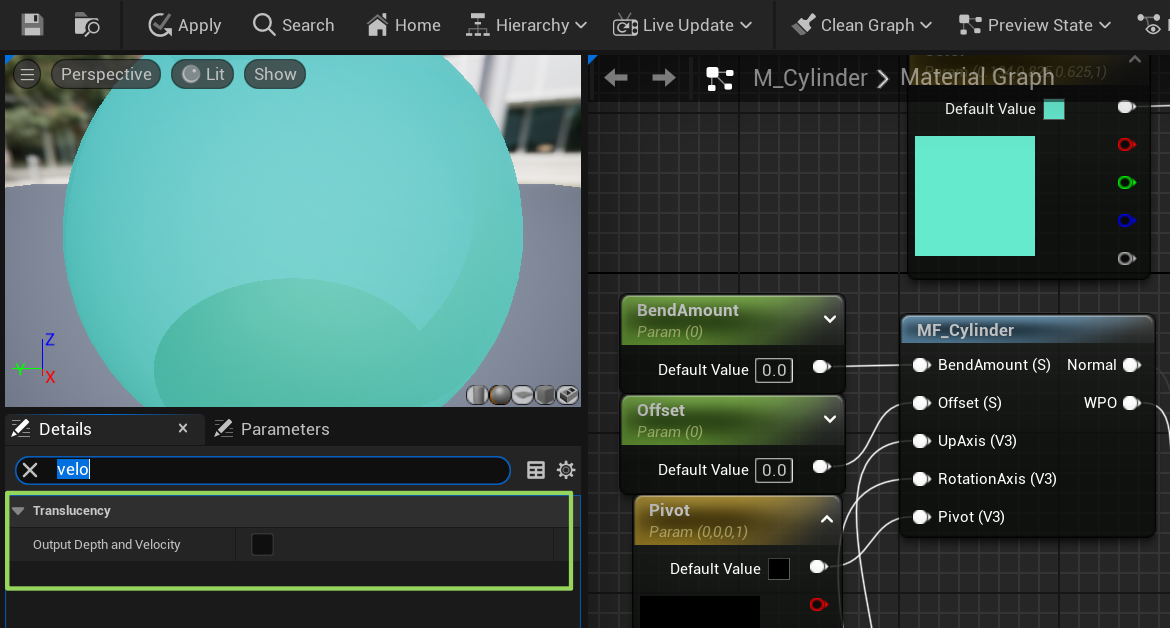 Apply
Search
Home
Hierarchy
Live Update
Clean Graph
Preview State
Perspective
Lit
Show
Z
Y
X
M_Cylinder
Material Graph
Default Value
BendAmount
Param (0)
Default Value 0.0
Offset
Param (0)
Default Value 0.0
Pivot
Param (0,0,0,1)
Default Value
MF_Cylinder
BendAmount (S) Normal
Offset (S) WPO
UpAxis (V3)
RotationAxis (V3)
Pivot (V3)
Details
Parameters
velo
Translucency
Output Depth and Velocity